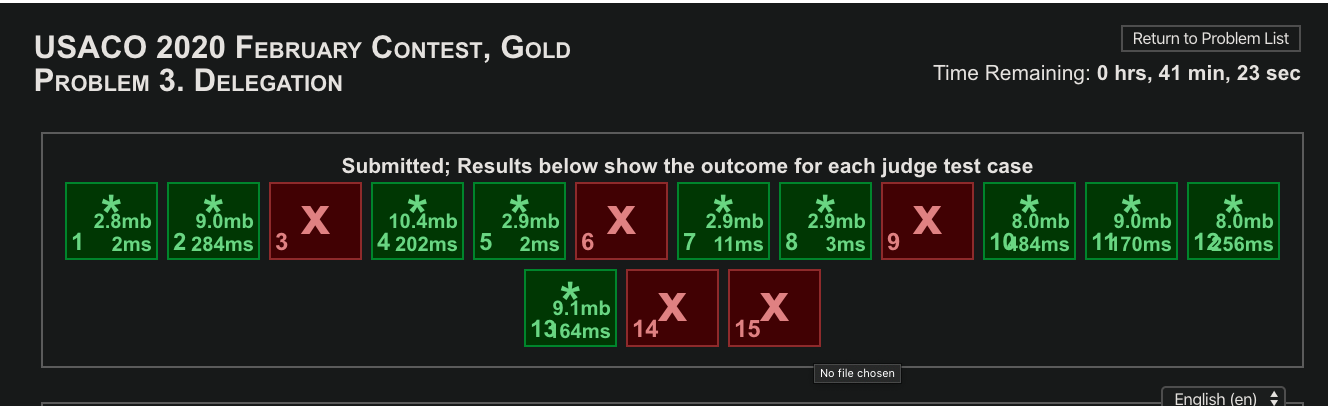 USACO 2020 February Contest, Gold
Problem 3. Delegation
Return to Problem List
Time Remaining: 0 hrs, 41 min, 23 sec
Submitted; Results below show the outcome for each judge test case
* 2.8mb 1 2ms
* 9.0mb 2 284ms
X 3
* 10.4mb 4 202ms
* 2.9mb 5 2ms
X 6
* 2.9mb 7 11ms
* 2.9mb 8 3ms
X 9
* 8.0mb 10 484ms
* 9.0mb 11 170ms
* 8.0mb 12 256ms
* 9.1mb 13 164ms
X 14
X 15
No file chosen
English (en)